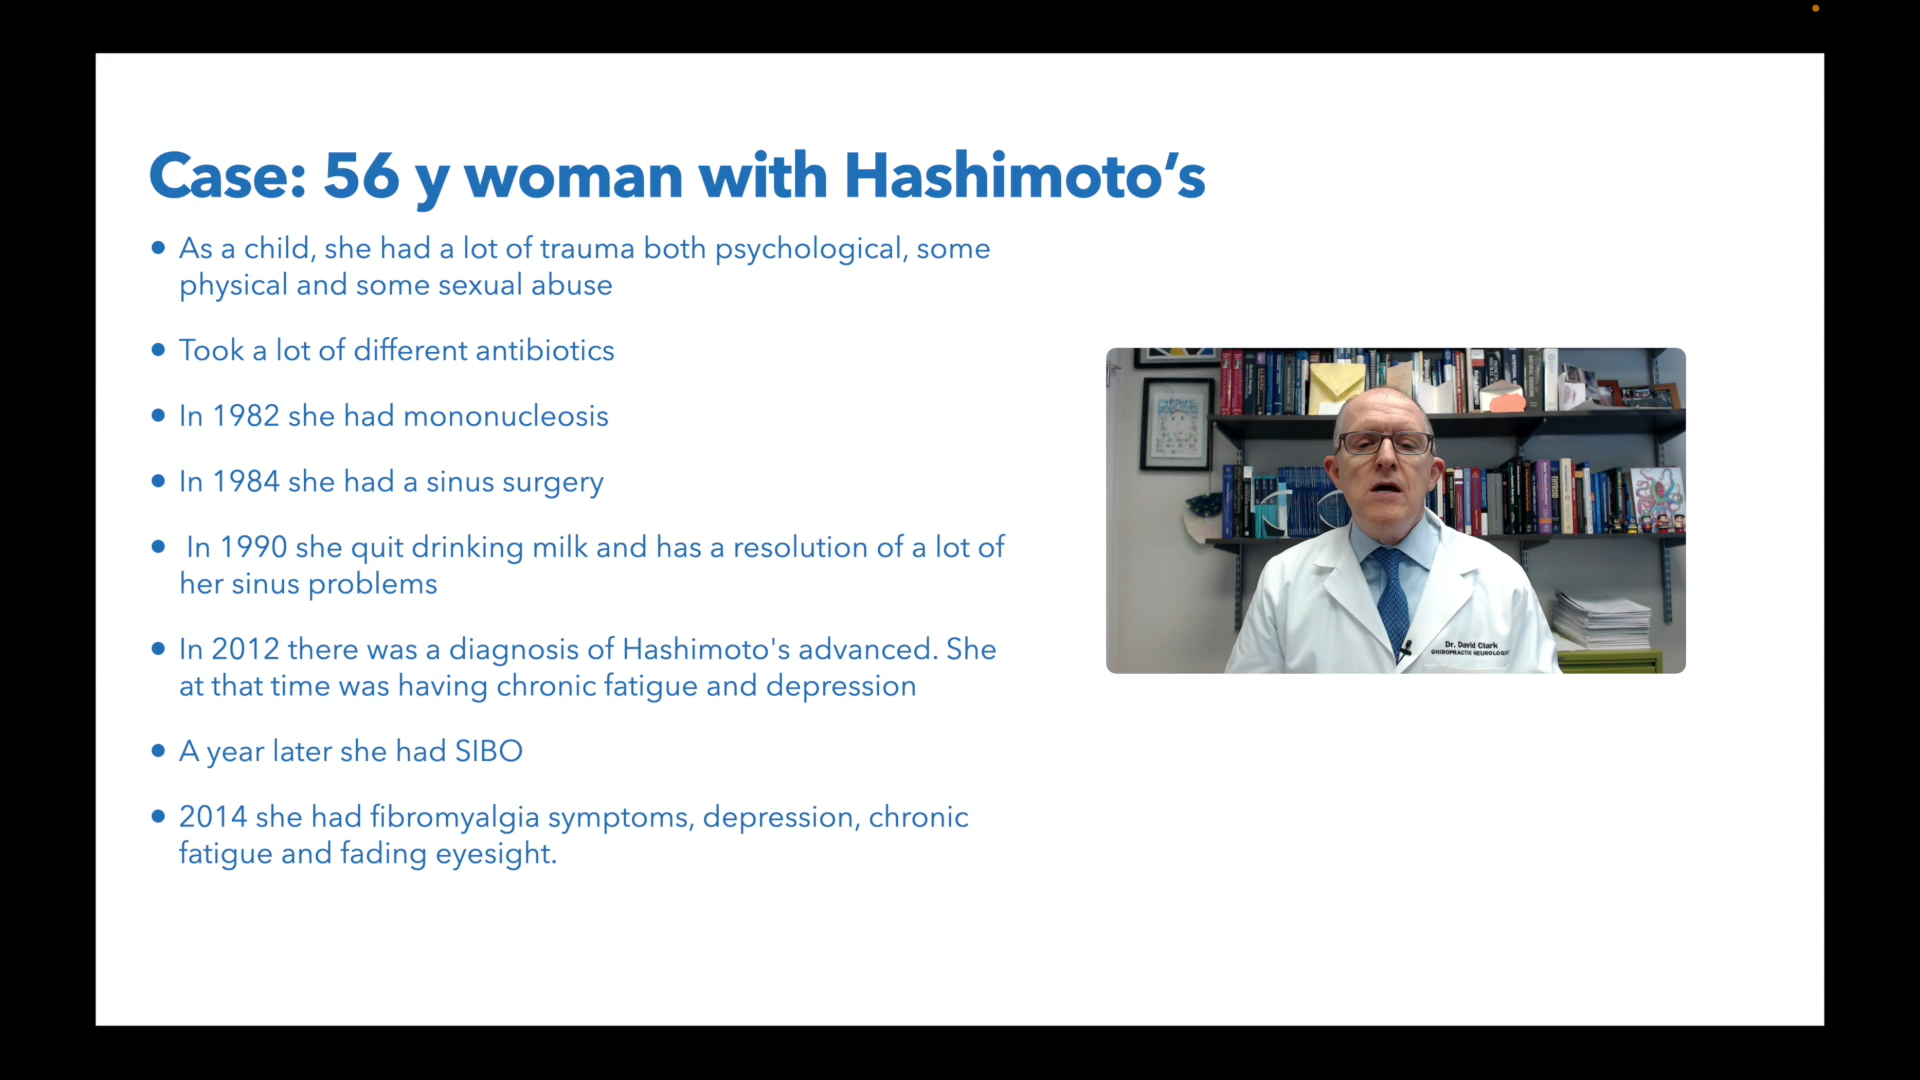 Case: 56 y woman with Hashimoto’s
● As a child, she had a lot of trauma both psychological, some
physical and some sexual abuse
● Took a lot of different antibiotics
● In 1982 she had mononucleosis
● In 1984 she had a sinus surgery
● In 1990 she quit drinking milk and has a resolution of a lot of
her sinus problems
● In 2012 there was a diagnosis of Hashimoto's advanced. She
at that time was having chronic fatigue and depression
● A year later she had SIBO
● 2014 she had fibromyalgia symptoms, depression, chronic
fatigue and fading eyesight.
Dr. David Clark
CHIROPRACTIC NEUROLOGIST